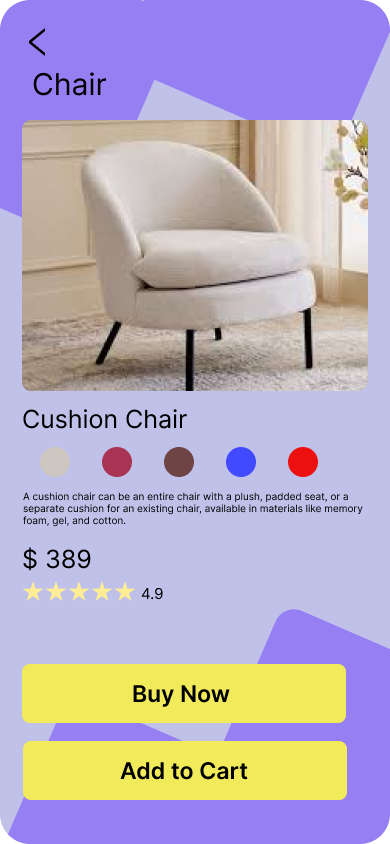 Chair
Cushion Chair
A cushion chair can be an entire chair with a plush, padded seat, or a
separate cushion for an existing chair, available in materials like memory
foam, gel, and cotton.
$ 389
4.9
Buy Now
Add to Cart